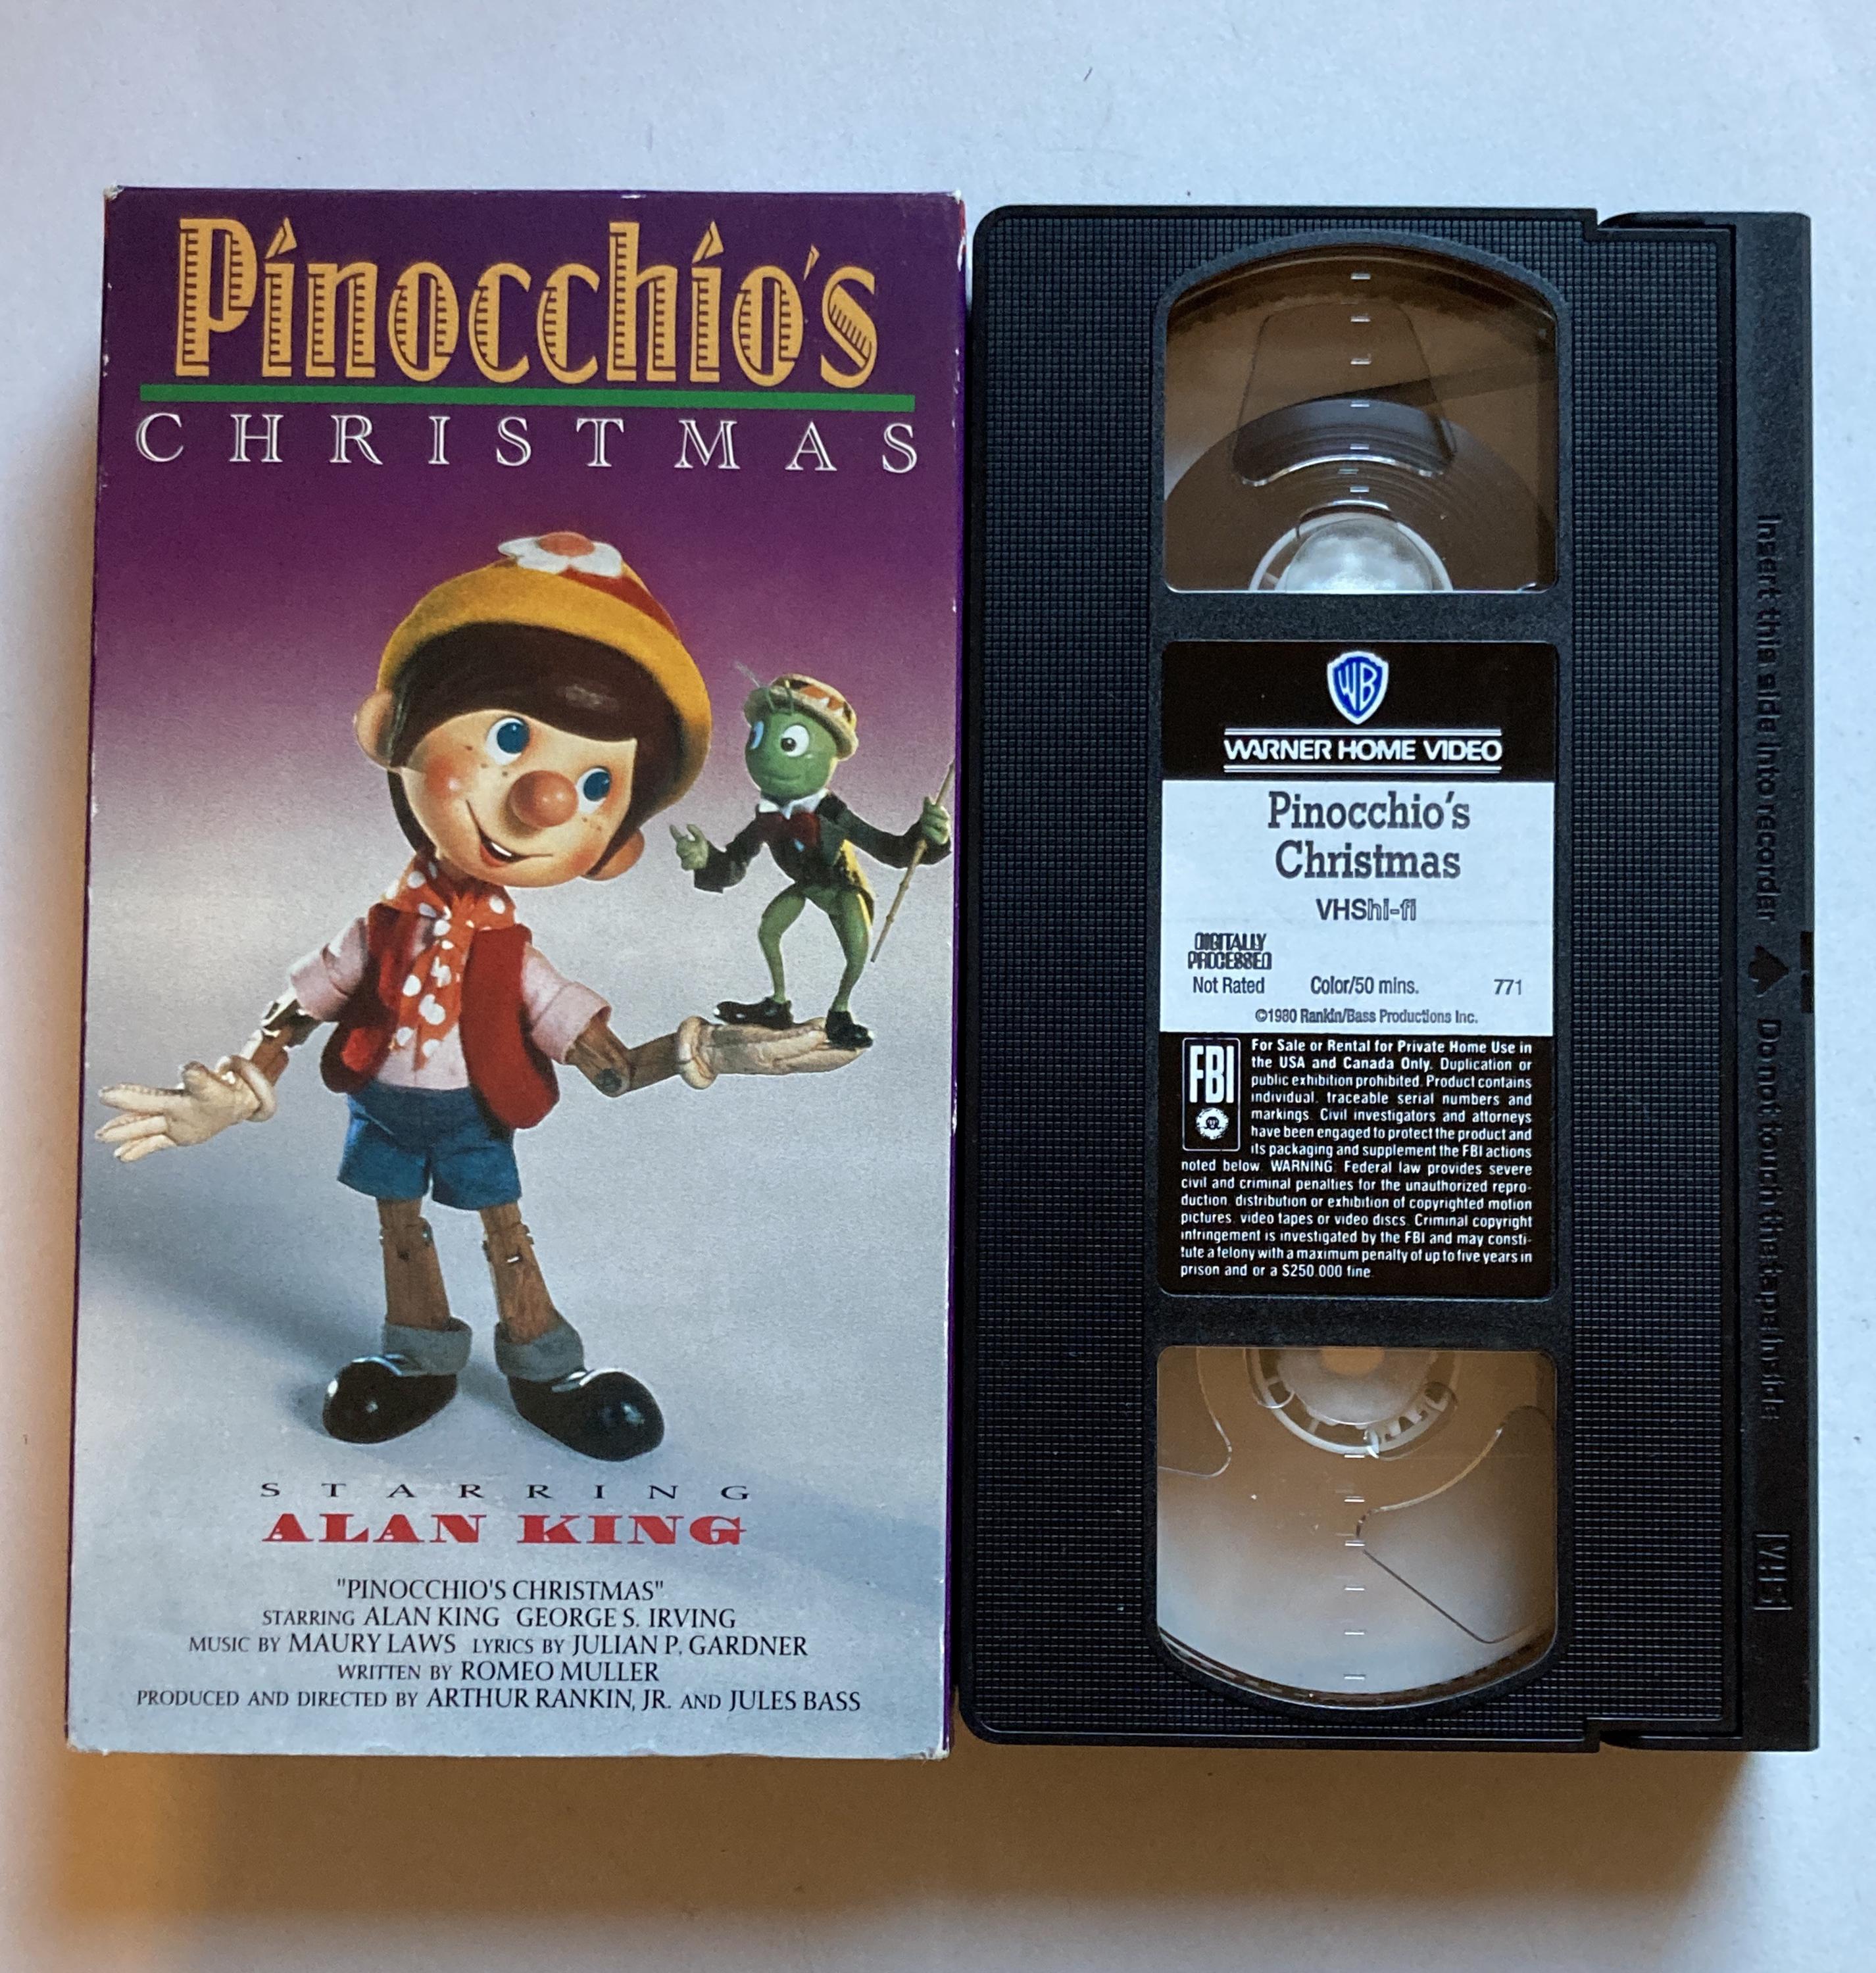 Pinocchio's
CHRISTMAS
STARRING
ALAN KING
"PINOCCHIO'S CHRISTMAS"
STARRING ALAN KING GEORGE S. IRVING
MUSIC BY MAURY LAWS LYRICS BY JULIAN P. GARDNER
WRITTEN BY ROMEO MULLER
PRODUCED AND DIRECTED BY ARTHUR RANKIN, JR. AND JULES BASS
WB
WARNER HOME VIDEO
Pinocchio's
Christmas
VHS hi-fi
DIGITALLY
PROCESSED
Not Rated Color/50 mins. 771
©1980 Rankin/Bass Productions Inc.
FBI
For Sale or Rental for Private Home Use in
the USA and Canada Only. Duplication or
public exhibition prohibited. Product contains
individual, traceable serial numbers and
markings. Civil investigators and attorneys
have been engaged to protect the product and
its packaging and supplement the FBI actions
noted below. WARNING: Federal law provides severe
civil and criminal penalties for the unauthorized repro-
duction, distribution or exhibition of copyrighted motion
pictures, video tapes or video discs. Criminal copyright
infringement is investigated by the FBI and may consti-
tute a felony with a maximum penalty of up to five years in
prison and or a $250,000 fine.
Insert this side into recorder
Do not touch the tape inside
VHS